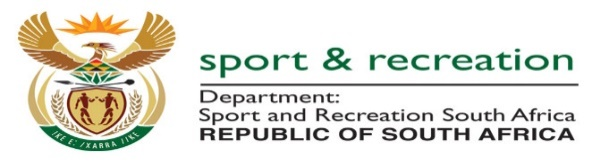 sport & recreation
Department:
Sport and Recreation South Africa
REPUBLIC OF SOUTH AFRICA
!KE E: /XARRA //KE